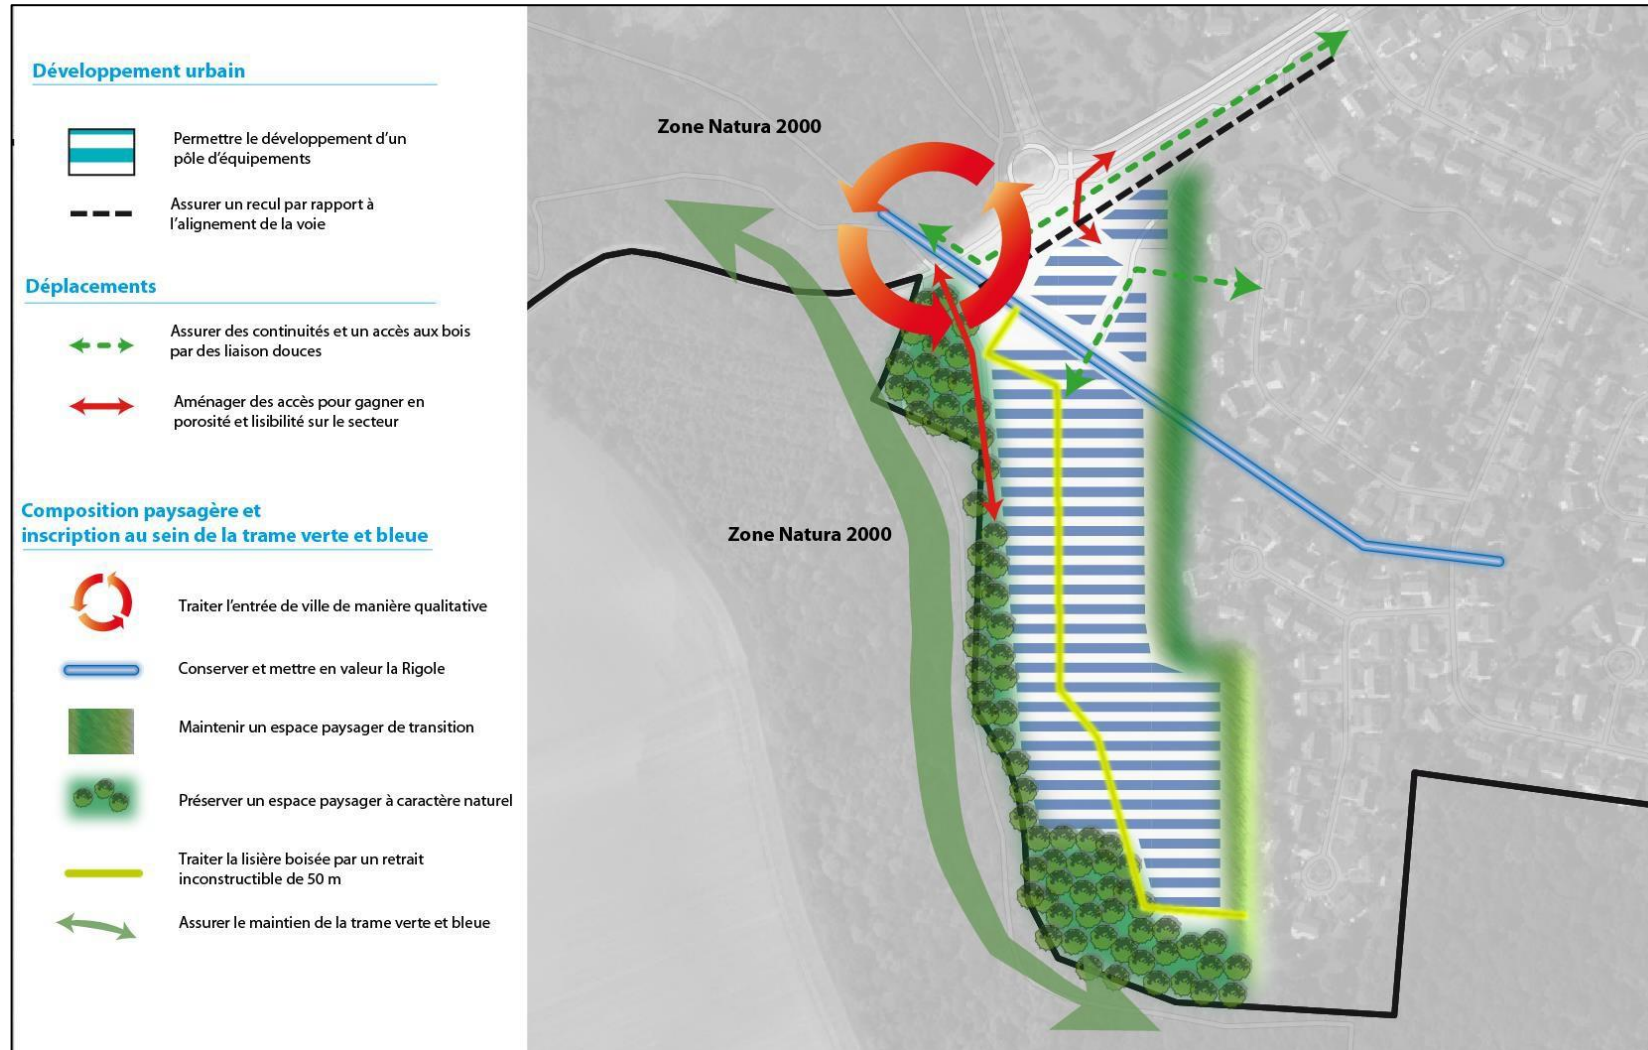 Développement urbain
Permettre le développement d'un
pôle d'équipements
Assurer un recul par rapport à
l'alignement de la voie
Déplacements
Assurer des continuités et un accès aux bois
par des liaison douces
Aménager des accès pour gagner en
porosité et lisibilité sur le secteur
Composition paysagère et
inscription au sein de la trame verte et bleue
Traiter l'entrée de ville de manière qualitative
Conserver et mettre en valeur la Rigole
Maintenir un espace paysager de transition
Préserver un espace paysager à caractère naturel
Traiter la lisière boisée par un retrait
inconstructible de 50 m
Assurer le maintien de la trame verte et bleue
Zone Natura 2000
Zone Natura 2000